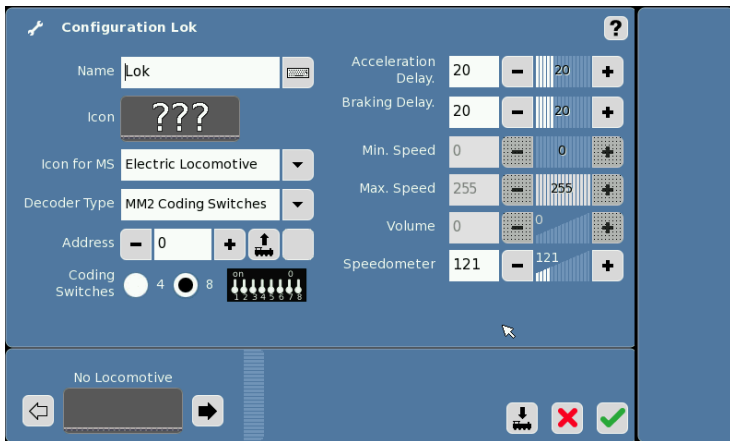 Configuration Lok
?
Name Lok
Icon ???
Icon for MS Electric Locomotive
Decoder Type MM2 Coding Switches
Address 0
Coding Switches 4 8
on 0
1 2 3 4 5 6 7 8
Acceleration Delay. 20 20
Braking Delay. 20 20
Min. Speed 0 0
Max. Speed 255 255
Volume 0 0
Speedometer 121 121
No Locomotive